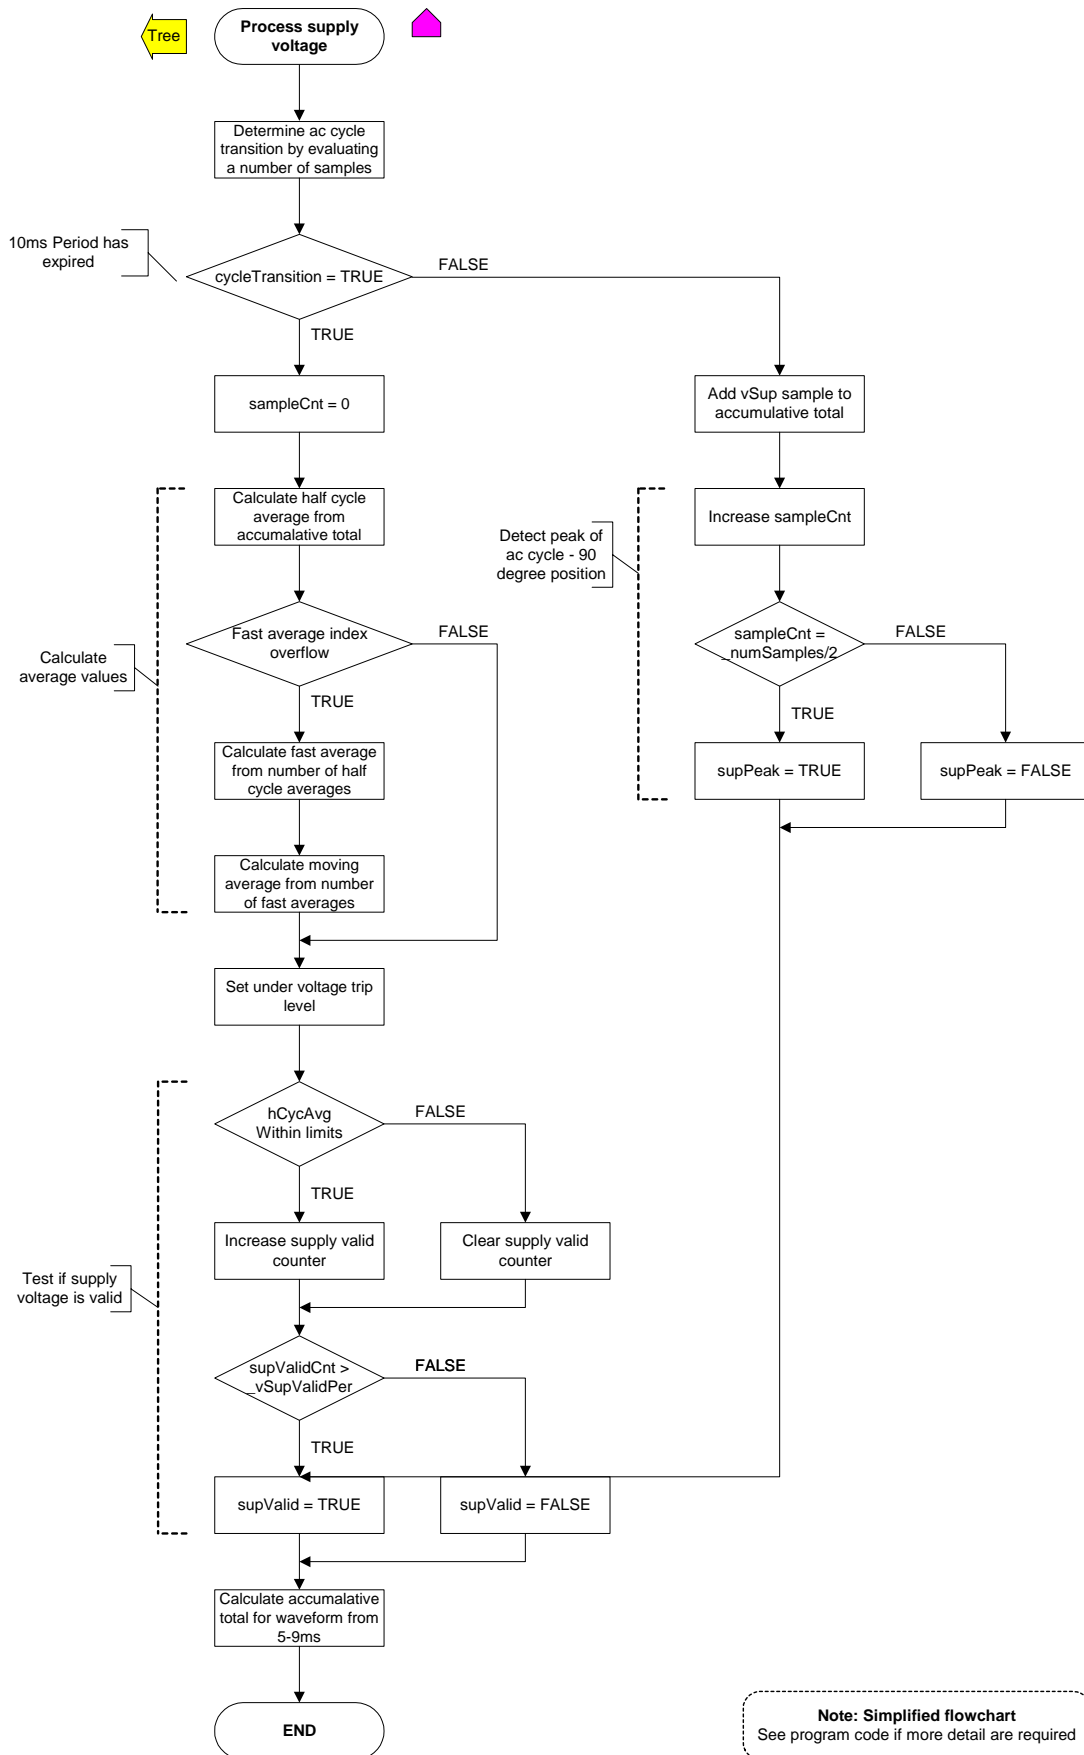 Tree
Process supply
voltage
Determine ac cycle
transition by evaluating
a number of samples
10ms Period has
expired
cycleTransition = TRUE
FALSE
TRUE
sampleCnt = 0
Add vSup sample to
accumulative total
Calculate half cycle
average from
accumalative total
Increase sampleCnt
Detect peak of
ac cycle - 90
degree position
Fast average index
overflow
FALSE
sampleCnt =
_numSamples/2
FALSE
Calculate
average values
TRUE
TRUE
Calculate fast average
from number of half
cycle averages
supPeak = TRUE
supPeak = FALSE
Calculate moving
average from number
of fast averages
Set under voltage trip
level
hCycAvg
Within limits
FALSE
TRUE
Increase supply valid
counter
Clear supply valid
counter
Test if supply
voltage is valid
supValidCnt >
_vSupValidPer
FALSE
TRUE
supValid = TRUE
supValid = FALSE
Calculate accumalative
total for waveform from
5-9ms
END
Note: Simplified flowchart
See program code if more detail are required